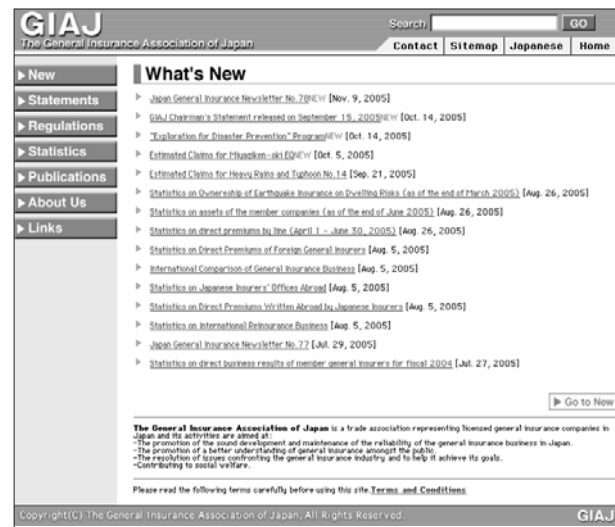 GIAJ
The General Insurance Association of Japan
Search GO
Contact Sitemap Japanese Home
New
Statements
Regulations
Statistics
Publications
About Us
Links
What's New
Japan General Insurance Newsletter No.78NEW [Nov. 9, 2005]
GIAJ Chairman's Statement released on September 15, 2005NEW [Oct. 14, 2005]
"Exploration for Disaster Prevention" ProgramNEW [Oct. 14, 2005]
Estimated Claims for Miyagiken-oki EQNEW [Oct. 5, 2005]
Estimated Claims for Heavy Rains and Typhoon No.14 [Sep. 21, 2005]
Statistics on Ownereship of Earthquake Insurance on Dwelling Risks (as of the end of March 2005) [Aug. 26, 2005]
Statistics on assets of the member companies (as of the end of June 2005) [Aug. 26, 2005]
Statistics on direct premiums by line (April 1 - June 30, 2005) [Aug. 26, 2005]
Statistics on Direct Premiums of Foreign General Insurers [Aug. 5, 2005]
International Comparison of General Insurance Business [Aug. 5, 2005]
Statistics on Japanese Insurers' Offices Abroad [Aug. 5, 2005]
Statistics on Direct Premiums Written Abroad by Japanese Insurers [Aug. 5, 2005]
Statistics on International Reinsurance Business [Aug. 5, 2005]
Japan General Insurance Newsletter No.77 [Jul. 29, 2005]
Statistics on direct business results of member general insurers for fiscal 2004 [Jul. 27, 2005]
Go to New
The General Insurance Association of Japan is a trade association representing licensed general insurance companies in
Japan and its activities are aimed at:
-The promotion of the sound development and maintenance of the reliability of the general insurance business in Japan.
-The promotion of a better understanding of general insurance amongst the public.
-The resolution of issues confronting the general insurance industry and to help it achieve its goals.
-Contributing to social welfare.
Please read the following terms carefully before using this site.Terms and Conditions
Copyright(C) The General Insurance Association of Japan, All Rights Reserved.
GIAJ